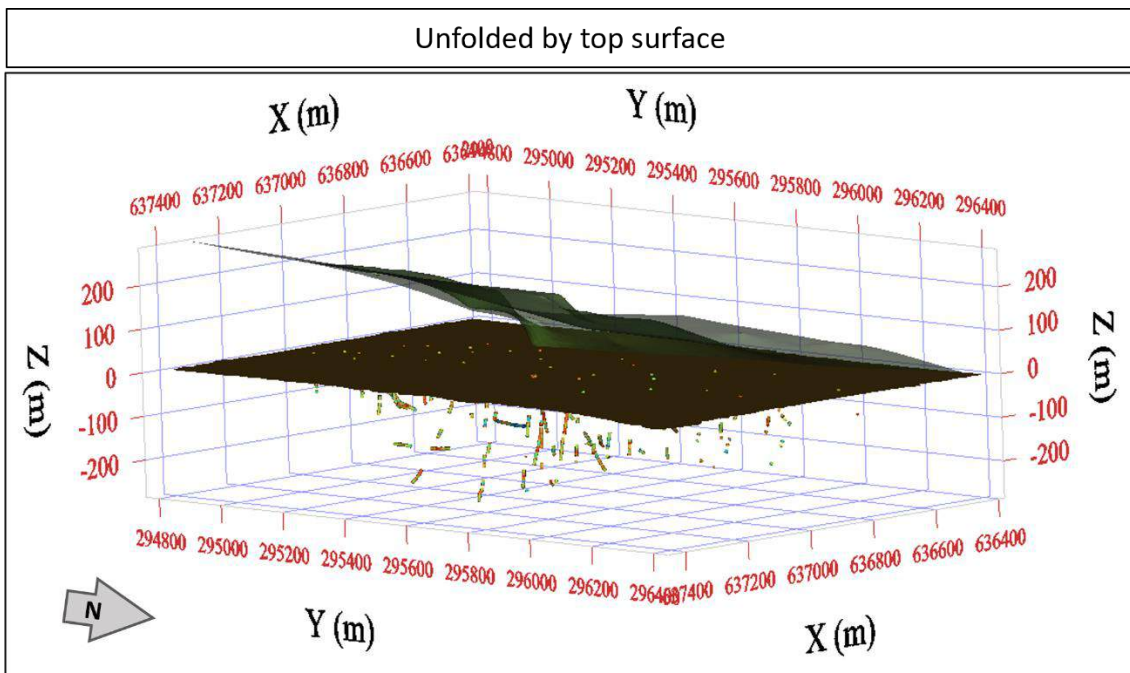 Unfolded by top surface
X (m)
Y (m)
637400 637200 637000 636800 636600
294800 295000 295200 295400 295600 295800 296000 296200 296400
200
100
0
-100
-200
Z (m)
200
100
0
-100
-200
Z (m)
294800 295000 295200 295400 295600 295800 296000 296200
637200 637000 636800 636600 636400
N
Y (m)
X (m)